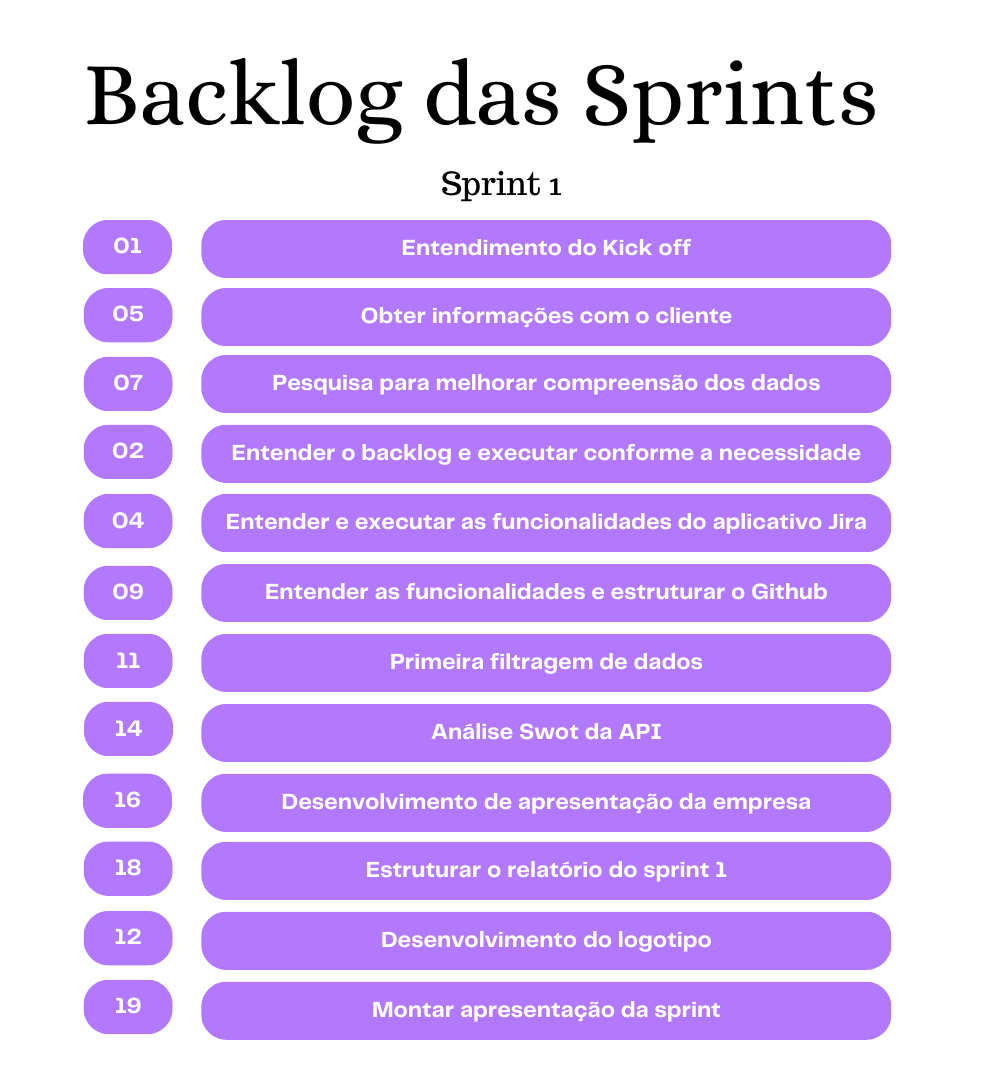 Backlog das Sprints
Sprint 1
01 Entendimento do Kick off
05 Obter informações com o cliente
07 Pesquisa para melhorar compreensão dos dados
02 Entender o backlog e executar conforme a necessidade
04 Entender e executar as funcionalidades do aplicativo Jira
09 Entender as funcionalidades e estruturar o Github
11 Primeira filtragem de dados
14 Análise Swot da API
16 Desenvolvimento de apresentação da empresa
18 Estruturar o relatório do sprint 1
12 Desenvolvimento do logotipo
19 Montar apresentação da sprint